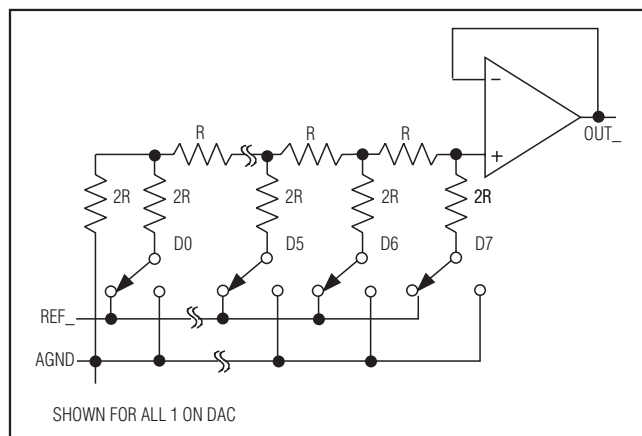 R
R
R
−
+
OUT_
2R
2R
2R
2R
2R
D0
D5
D6
D7
REF_
AGND
SHOWN FOR ALL 1 ON DAC